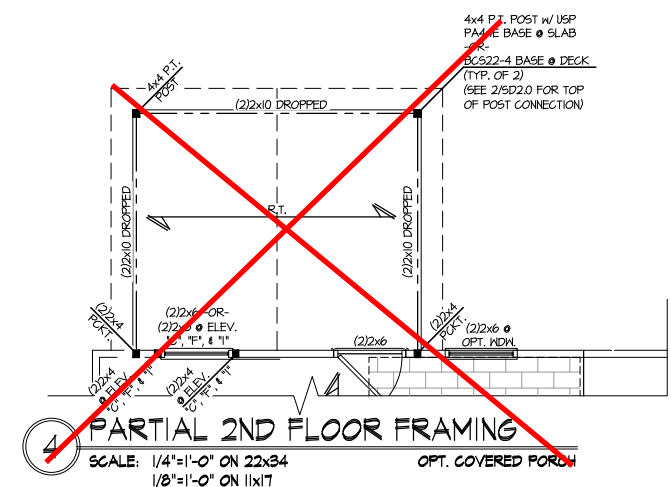 4x4 P.T. POST W/ USP
PA44E BASE @ SLAB
-OR-
BCS22-4 BASE @ DECK
(TYP. OF 2)
(SEE 2/SD2.0 FOR TOP
OF POST CONNECTION)
4x4 P.T.
POST
(2)2x10 DROPPED
(2)2x10 DROPPED
(2)2x10 DROPPED
R.T.
(2)2x4
PCKT.
(2)2x6 -OR-
@ ELEV.
"F", & "I"
(2)2x6
(2)2x4
PCKT.
(2)2x6 @
OPT. WDW.
(2)2x4
@ ELEV.
"C", "F", & "I"
(2)2x4
@ ELEV.
"C", "F", & "I"
4
PARTIAL 2ND FLOOR FRAMING
SCALE: 1/4"=1'-0" ON 22x34
1/8"=1'-0" ON 11x17
OPT. COVERED PORCH